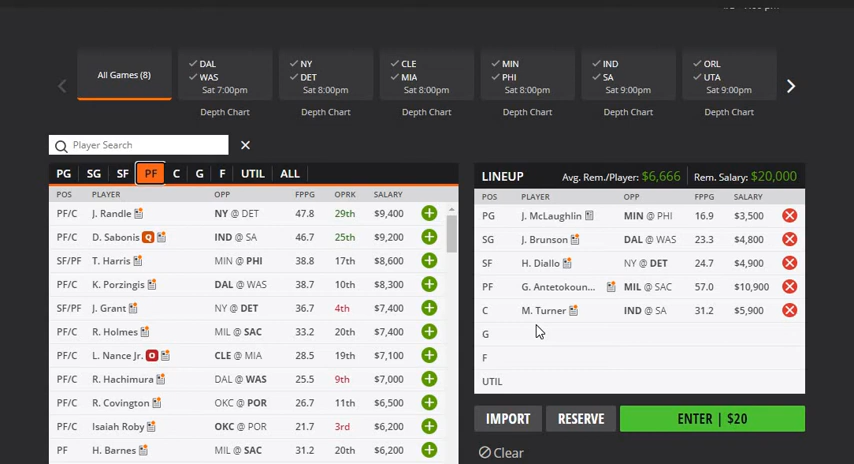 All Games (8)
DAL
WAS
Sat 7:00pm
Depth Chart
NY
DET
Sat 8:00pm
Depth Chart
CLE
MIA
Sat 8:00pm
Depth Chart
MIN
PHI
Sat 8:00pm
Depth Chart
IND
SA
Sat 9:00pm
Depth Chart
ORL
UTA
Sat 9:00pm
Depth Chart
Player Search
PG SG SF PF C G F UTIL ALL
POS PLAYER OPP FPPG OPRK SALARY
PF/C J. Randle NY @ DET 47.8 29th $9,400
PF/C D. Sabonis Q IND @ SA 46.7 25th $9,200
SF/PF T. Harris MIN @ PHI 38.8 17th $8,600
PF/C K. Porzingis DAL @ WAS 38.7 10th $8,300
SF/PF J. Grant NY @ DET 36.7 4th $7,400
PF/C R. Holmes MIL @ SAC 33.2 20th $7,400
PF/C L. Nance Jr. O CLE @ MIA 28.5 19th $7,100
PF/C R. Hachimura DAL @ WAS 25.5 9th $7,000
PF/C R. Covington OKC @ POR 26.7 11th $6,500
PF/C Isaiah Roby OKC @ POR 21.7 3rd $6,200
PF H. Barnes MIL @ SAC 31.2 20th $6,200
LINEUP Avg. Rem./Player: $6,666 Rem. Salary: $20,000
POS PLAYER OPP FPPG SALARY
PG J. McLaughlin MIN @ PHI 16.9 $3,500
SG J. Brunson DAL @ WAS 23.3 $4,800
SF H. Diallo NY @ DET 24.7 $4,900
PF G. Antetokoun... MIL @ SAC 57.0 $10,900
C M. Turner IND @ SA 31.2 $5,900
G
F
UTIL
IMPORT RESERVE ENTER | $20
Clear